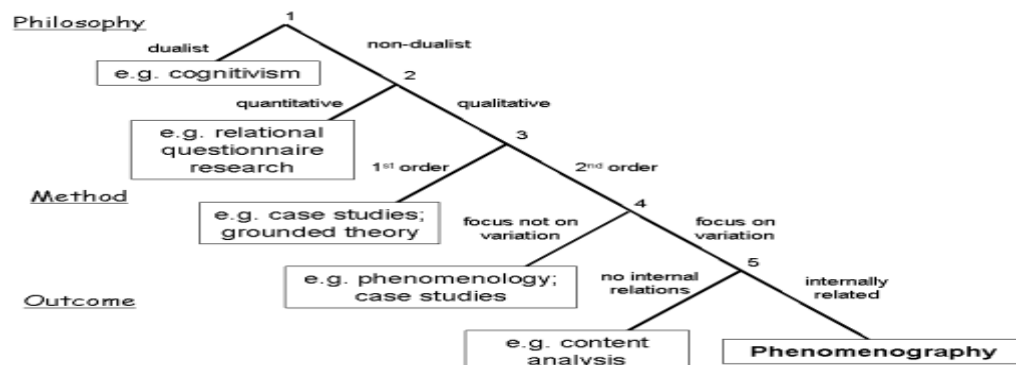 Philosophy
1
dualist
non-dualist
e.g. cognitivism
2
quantitative
qualitative
e.g. relational
questionnaire
research
3
1st order
2nd order
Method
e.g. case studies;
grounded theory
4
focus not on
variation
focus on
variation
e.g. phenomenology;
case studies
5
no internal
relations
internally
related
Outcome
e.g. content
analysis
Phenomenography